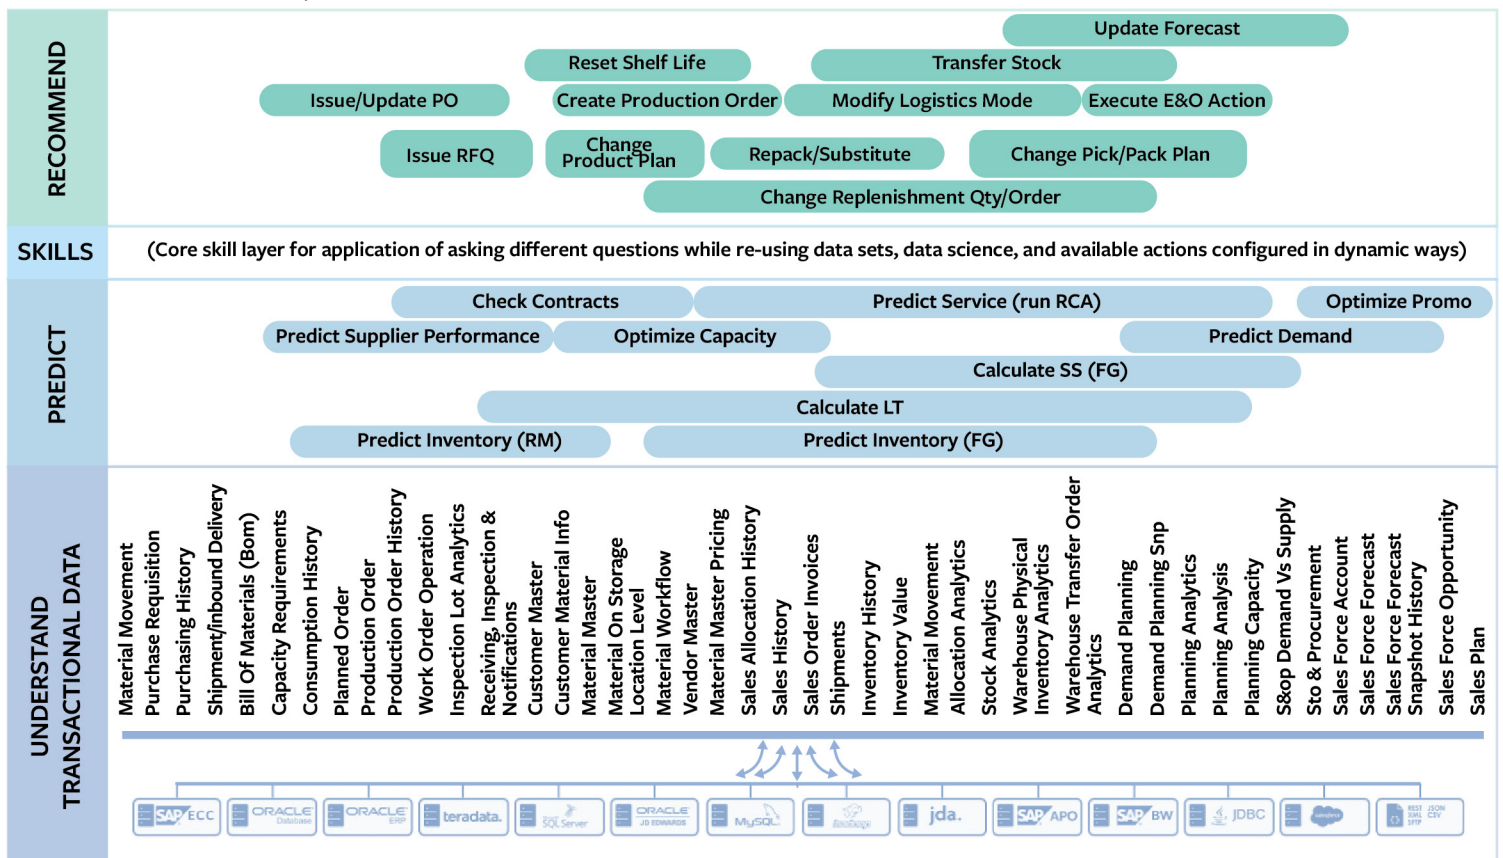 RECOMMEND
Update Forecast
Reset Shelf Life
Transfer Stock
Issue/Update PO
Create Production Order
Modify Logistics Mode
Execute E&O Action
Issue RFQ
Change
Product Plan
Repack/Substitute
Change Pick/Pack Plan
Change Replenishment Qty/Order
SKILLS
(Core skill layer for application of asking different questions while re-using data sets, data science, and available actions configured in dynamic ways)
PREDICT
Check Contracts
Predict Service (run RCA)
Optimize Promo
Predict Supplier Performance
Optimize Capacity
Predict Demand
Calculate SS (FG)
Calculate LT
Predict Inventory (RM)
Predict Inventory (FG)
UNDERSTAND
TRANSACTIONAL DATA
Material Movement
Purchase Requisition
Purchasing History
Shipment/inbound Delivery
Bill Of Materials (Bom)
Capacity Requirements
Consumption History
Planned Order
Production Order
Production Order History
Work Order Operation
Inspection Lot Analytics
Receiving, Inspection &
Notifications
Customer Master
Customer Material Info
Material Master
Material On Storage
Location Level
Material Workflow
Vendor Master
Material Master Pricing
Sales Allocation History
Sales History
Sales Order Invoices
Shipments
Inventory History
Inventory Value
Material Movement
Allocation Analytics
Stock Analytics
Warehouse Physical
Inventory Analytics
Warehouse Transfer Order
Analytics
Demand Planning
Demand Planning Snp
Planning Analytics
Planning Analysis
Planning Capacity
S&op Demand Vs Supply
Sto & Procurement
Sales Force Account
Sales Force Forecast
Sales Force Forecast
Snapshot History
Sales Force Opportunity
Sales Plan
SAP ECC
ORACLE
Database
ORACLE
ERP
teradata.
SQL Server
ORACLE
JD EDWARDS
MySQL
hadoop
jda.
SAP APO
SAP BW
JDBC
salesforce
REST JSON
XML CSV
SFTP